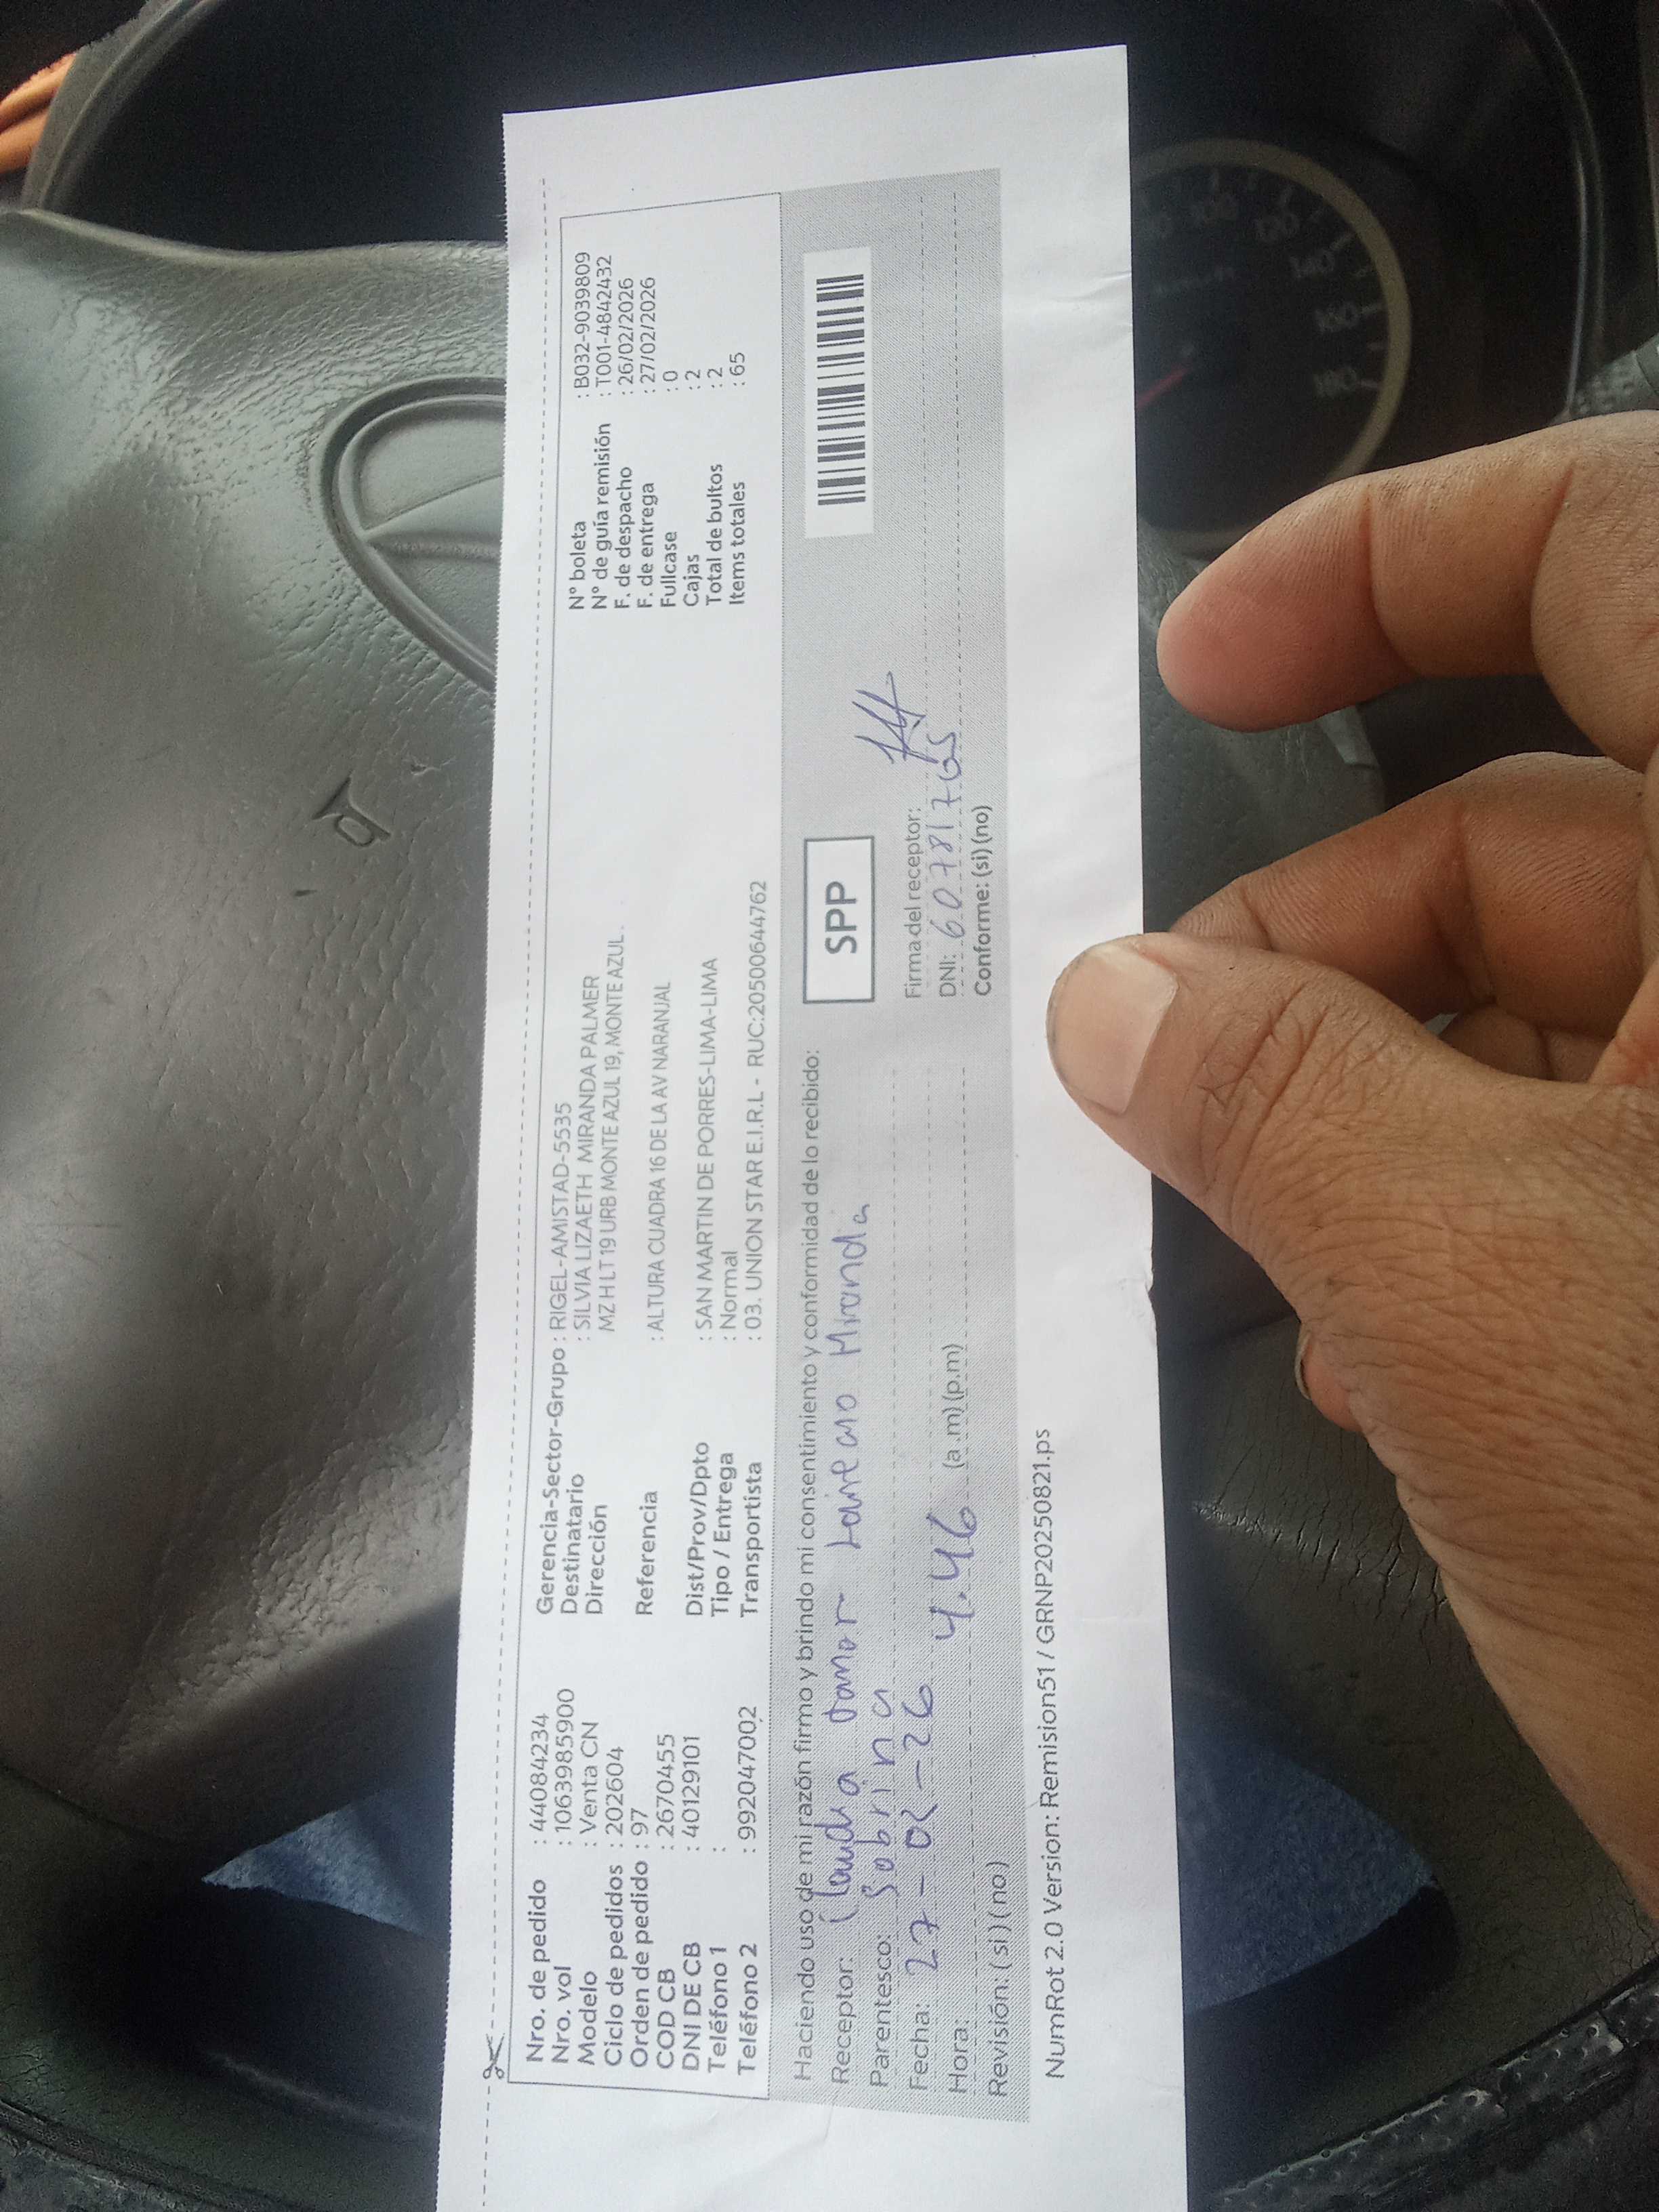 Nro. de pedido : 44084234
Nro. vol : 1063985900
Modelo : Venta CN
Ciclo de pedidos : 202604
Orden de pedido : 97
COD CB : 2670455
DNI DE CB : 40129101
Teléfono 1 :
Teléfono 2 : 992047002
Gerencia-Sector-Grupo : RIGEL-AMISTAD-5535
Destinatario : SILVIA LIZAETH MIRANDA PALMER
Dirección MZ H LT 19 URB MONTE AZUL 19, MONTE AZUL .
Referencia : ALTURA CUADRA 16 DE LA AV NARANJAL
Dist/Prov/Dpto : SAN MARTIN DE PORRES-LIMA-LIMA
Tipo / Entrega : Normal
Transportista : 03. UNION STAR E.I.R.L - RUC:20500644762
N° boleta : B032-9039809
N° de guía remisión : T001-4842432
F. de despacho : 26/02/2026
F. de entrega : 27/02/2026
Fullcase : 0
Cajas : 2
Total de bultos : 2
Items totales : 65
Haciendo uso de mi razón firmo y brindo mi consentimiento y conformidad de lo recibido:
Receptor: Miranda
Parentesco: Sobrina
Fecha: 27-02-26
Hora: 4.46 (a .m) (p.m)
Revisión: ( si ) ( no )
SPP
Firma del receptor:
DNI: 60781765
Conforme: (si) (no)
NumRot 2.0 Version: Remision51 / GRNP20250821.ps
100
120
140
160
180